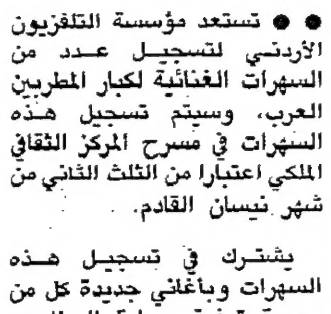 ● ● تستعد مؤسسة التلفزيون
الأردني لتسجيل عدد من
السهرات الغنائية لكبار المطربين
العرب، وسيتم تسجيل هذه
السهرات في مسرح المركز الثقافي
الملكي اعتبارا من الثلث الثاني من
شهر نيسان القادم.
يشترك في تسجيل هذه
السهرات وبأغاني جديدة كل من